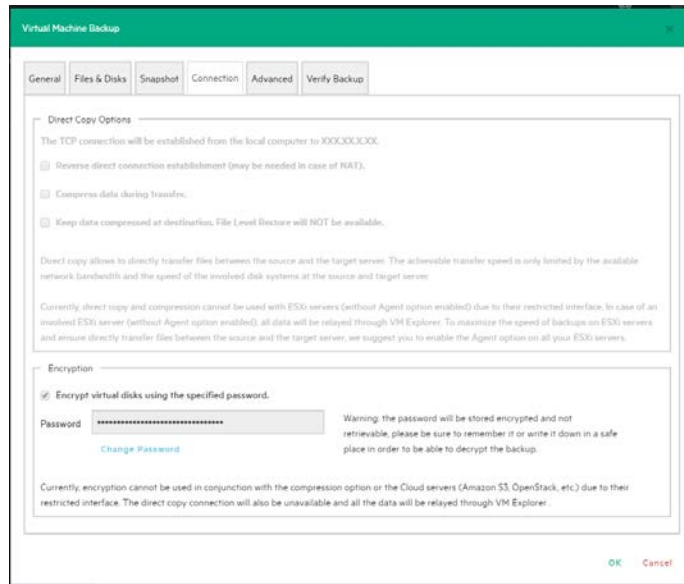 Virtual Machine Backup
General Files & Disks Snapshot Connection Advanced Verify Backup
Direct Copy Options
The TCP connection will be established from the local computer to XXX.XX.X.XX.
Reverse direct connection establishment (may be needed in case of NAT).
Compress data during transfer.
Keep data compressed at destination. File Level Restore will NOT be available.
Direct copy allows to directly transfer files between the source and the target server. The achievable transfer speed is only limited by the available
network bandwidth and the speed of the involved disk systems at the source and target server.
Currently, direct copy and compression cannot be used with ESXi servers (without Agent option enabled) due to their restricted interface. In case of an
involved ESXi server (without Agent option enabled), all data will be relayed through VM Explorer. To maximize the speed of backups on ESXi servers
and ensure directly transfer files between the source and the target server, we suggest you to enable the Agent option on all your ESXi servers.
Encryption
Encrypt virtual disks using the specified password.
Password
Warning: the password will be stored encrypted and not
retrievable, please be sure to remember it or write it down in a safe
place in order to be able to decrypt the backup.
Change Password
Currently, encryption cannot be used in conjunction with the compression option or the Cloud servers (Amazon S3, OpenStack, etc.) due to their
restricted interface. The direct copy connection will also be unavailable and all the data will be relayed through VM Explorer .
OK Cancel